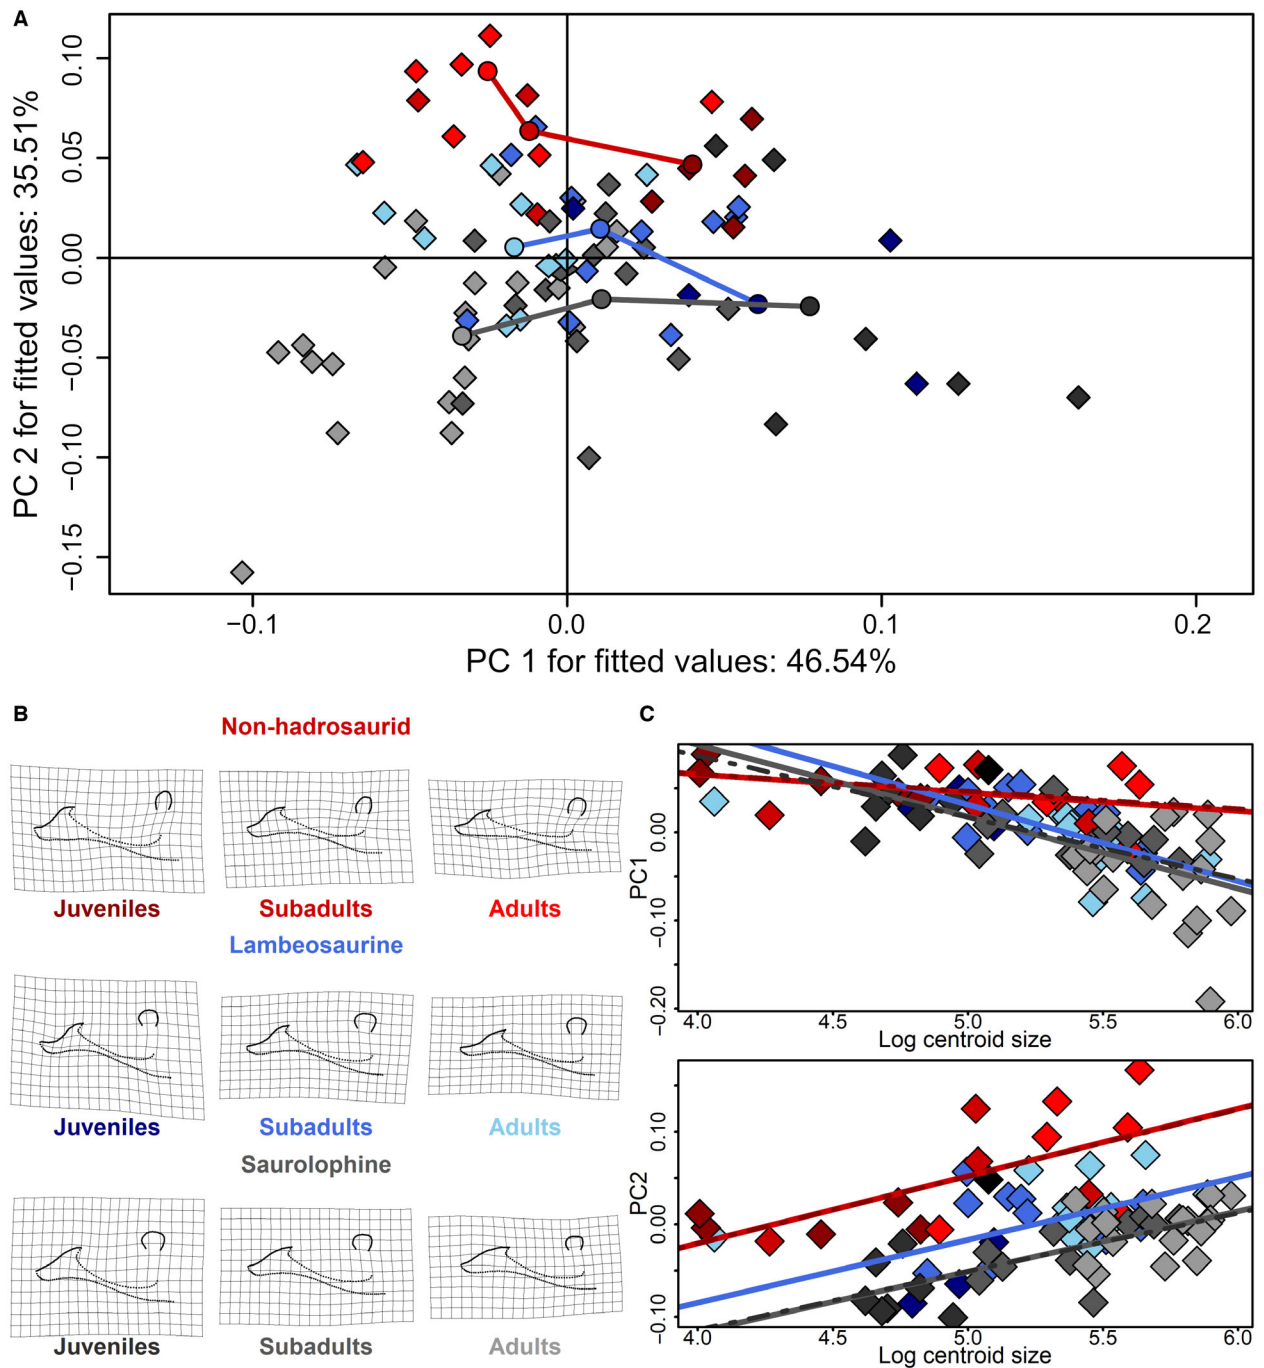 A
PC 2 for fitted values: 35.51%
0.10
0.05
0.00
−0.05
−0.10
−0.15
−0.1
0.0
0.1
0.2
PC 1 for fitted values: 46.54%
B
Non-hadrosaurid
Juveniles
Subadults
Adults
Lambeosaurine
Juveniles
Subadults
Adults
Saurolophine
Juveniles
Subadults
Adults
C
PC1
0.00
−0.10
−0.20
4.0
4.5
5.0
5.5
6.0
Log centroid size
PC2
0.10
0.00
−0.10
4.0
4.5
5.0
5.5
6.0
Log centroid size